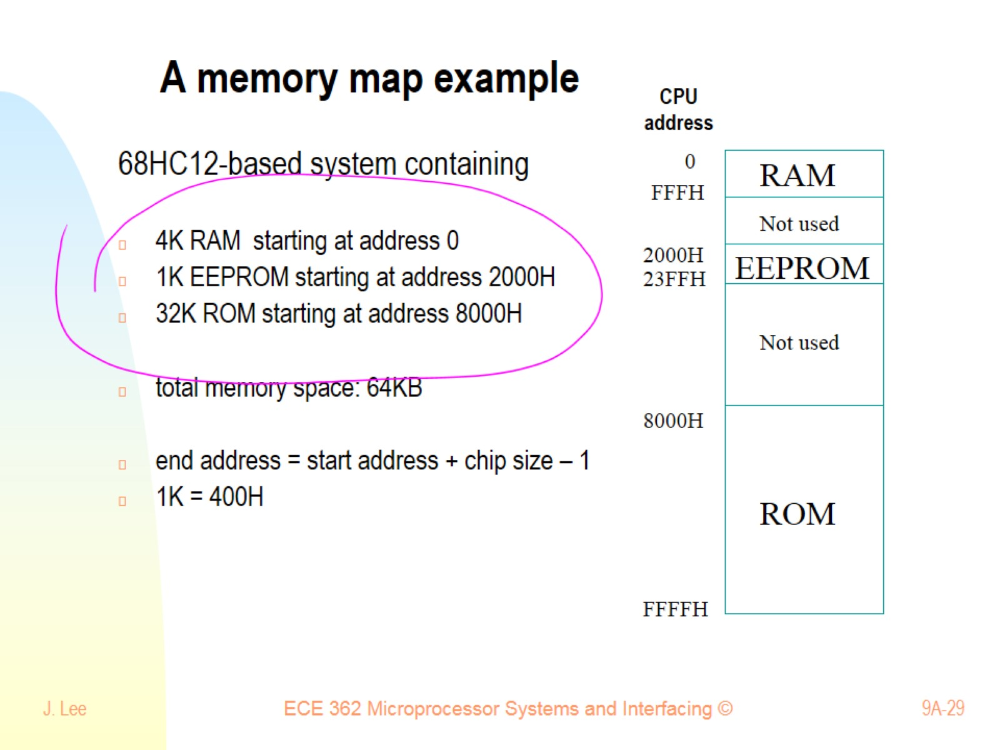 A memory map example
68HC12-based system containing
4K RAM  starting at address 0
1K EEPROM starting at address 2000H
32K ROM starting at address 8000H
total memory space: 64KB
end address = start address + chip size – 1
1K = 400H
CPU
address
0
RAM
FFFH
Not used
2000H
EEPROM
23FFH
Not used
8000H
ROM
FFFFH
J. Lee
ECE 362 Microprocessor Systems and Interfacing ©
9A-29